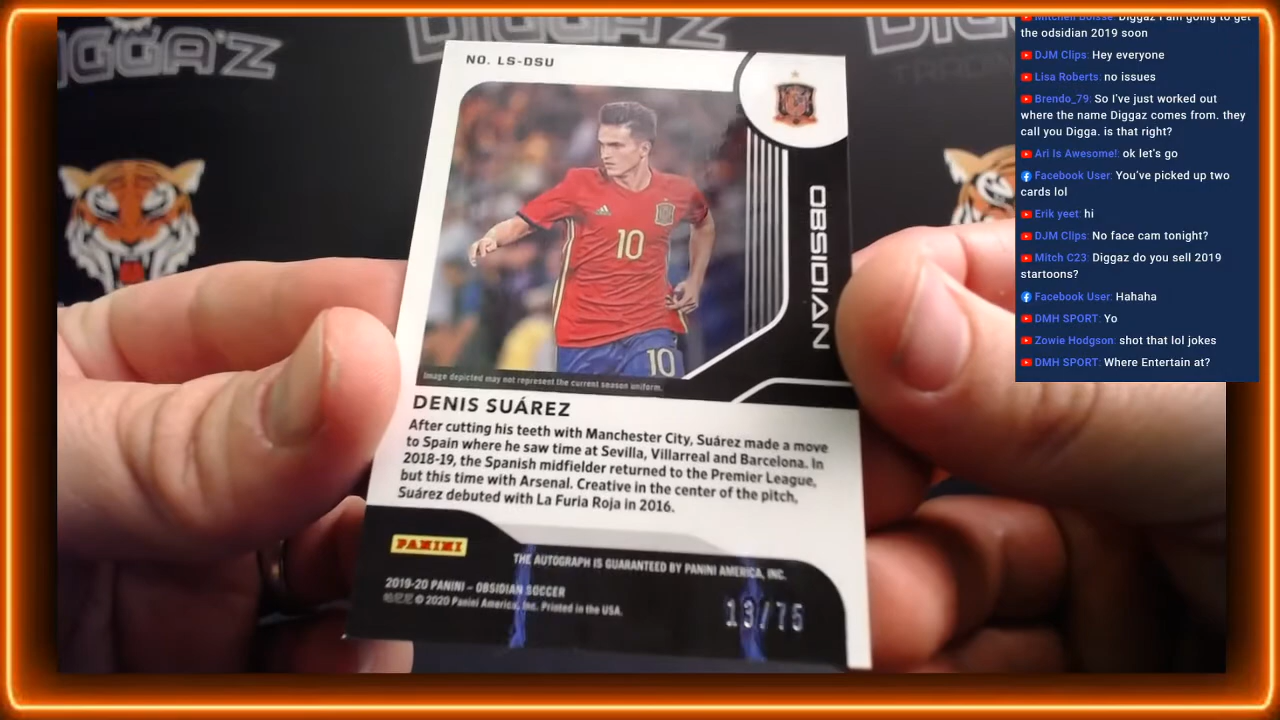 DIGGA'Z
NO. LS-DSU
10
10
OBSIDIAN
Image depicted may not represent the current season uniform.
DENIS SUÁREZ
After cutting his teeth with Manchester City, Suárez made a move
to Spain where he saw time at Sevilla, Villarreal and Barcelona. In
2018-19, the Spanish midfielder returned to the Premier League,
but this time with Arsenal. Creative in the center of the pitch,
Suárez debuted with La Furia Roja in 2016.
PANINI
THE AUTOGRAPH IS GUARANTEED BY PANINI AMERICA, INC.
2019-20 PANINI – OBSIDIAN SOCCER
© 2020 Panini America, Inc. Printed in the USA.
13/75
Mitchell Boisse: Diggaz I am going to get
the odsidian 2019 soon
DJM Clips: Hey everyone
Lisa Roberts: no issues
Brendo_79: So I've just worked out
where the name Diggaz comes from. they
call you Digga. is that right?
Ari Is Awesome!: ok let's go
Facebook User: You've picked up two
cards lol
Erik yeet: hi
DJM Clips: No face cam tonight?
Mitch C23: Diggaz do you sell 2019
startoons?
Facebook User: Hahaha
DMH SPORT: Yo
Zowie Hodgson: shot that lol jokes
DMH SPORT: Where Entertain at?